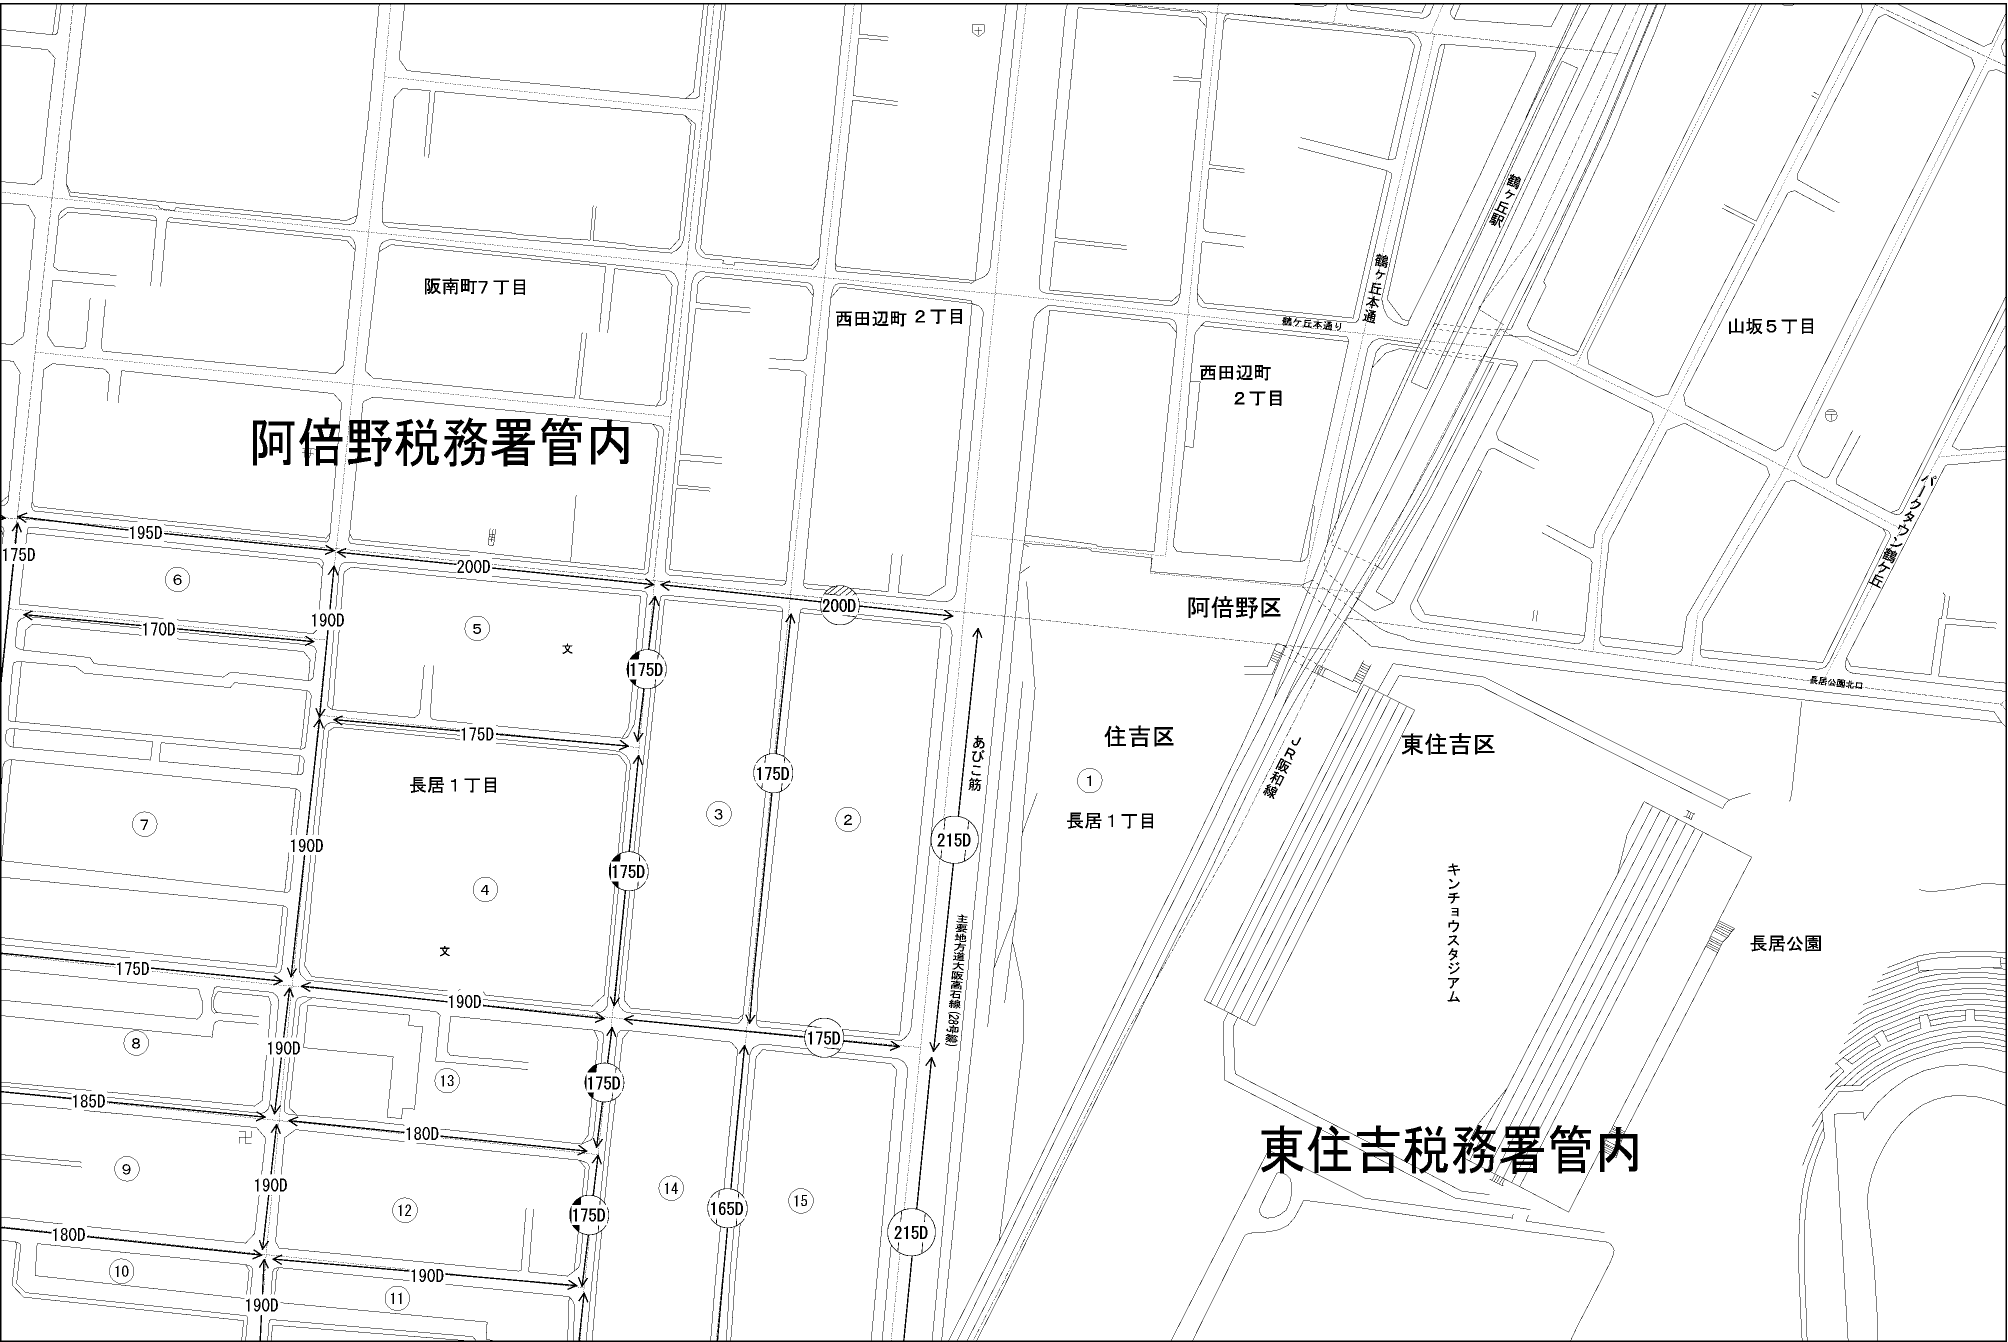 鶴ヶ丘駅
鶴ヶ丘本通
阪南町7丁目
西田辺町 2丁目
鶴ケ丘本通り
山坂5丁目
西田辺町
2丁目
阿倍野税務署管内
パークタウン鶴ケ丘
195D
175D
200D
6
200D
阿倍野区
190D
170D
5
文
175D
長居公園北口
175D
あびこ筋
住吉区
東住吉区
JR阪和線
175D
1
長居1丁目
長居1丁目
3
2
7
215D
190D
175D
4
キンチョウスタジアム
主要地方道大阪高石線(28号線)
長居公園
文
175D
190D
175D
8
190D
13
175D
185D
180D
東住吉税務署管内
卍
9
190D
14
15
12
175D
165D
215D
180D
10
190D
11
190D